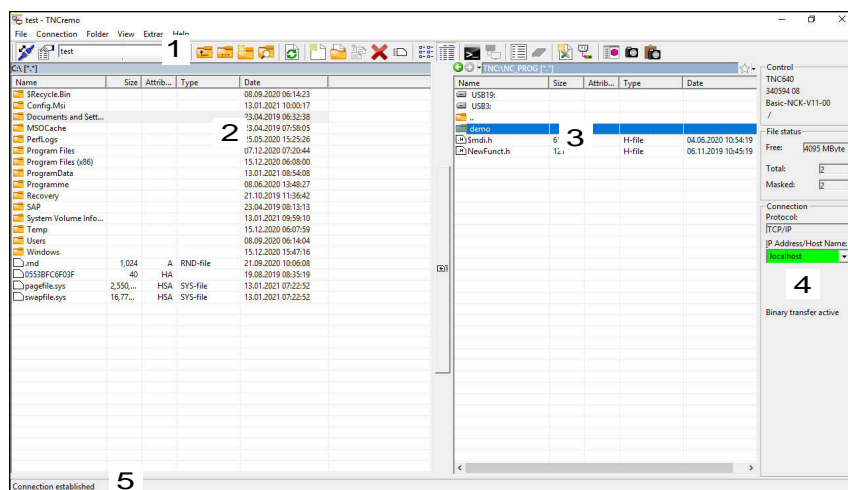 test - TNCremo
File Connection Folder View Extras Help
test
1
C:\ [*.*]
Name Size Attrib... Type Date
$Recycle.Bin 08.09.2020 06:14:23
Config.Msi 13.01.2021 10:00:17
Documents and Sett... 23.04.2019 06:32:38
MSOCache 23.04.2019 07:58:05
PerfLogs 25.05.2020 15:25:26
Program Files 07.12.2020 07:20:44
Program Files (x86) 15.12.2020 06:08:00
ProgramData 13.01.2021 08:54:08
Programme 08.06.2020 13:48:27
Recovery 21.10.2019 11:36:42
SAP 23.04.2019 08:13:13
System Volume Info... 13.01.2021 09:59:10
Temp 15.12.2020 06:07:59
Users 08.09.2020 06:14:04
Windows 15.12.2020 15:47:16
.rnd 1,024 A RND-file 21.09.2020 10:06:08
0553BFC6F03F 40 HA 19.08.2019 08:35:19
pagefile.sys 2,550,... HSA SYS-file 13.01.2021 07:22:52
swapfile.sys 16,77... HSA SYS-file 13.01.2021 07:22:52
2
TNC:\NC_PROG [*.*]
Name Size Attrib... Type Date
USB19:
USB3:
..
demo
$mdi.h H-file 04.06.2020 10:54:19
NewFunct.h H-file 06.11.2019 10:45:19
3
Control
TNC640
340594 08
Basic-NCK-V11-00
/
File status
Free: 4095 MByte
Total: 2
Masked: 2
Connection
Protocol:
TCP/IP
IP Address/Host Name:
localhost
4
Binary transfer active
Connection established
5